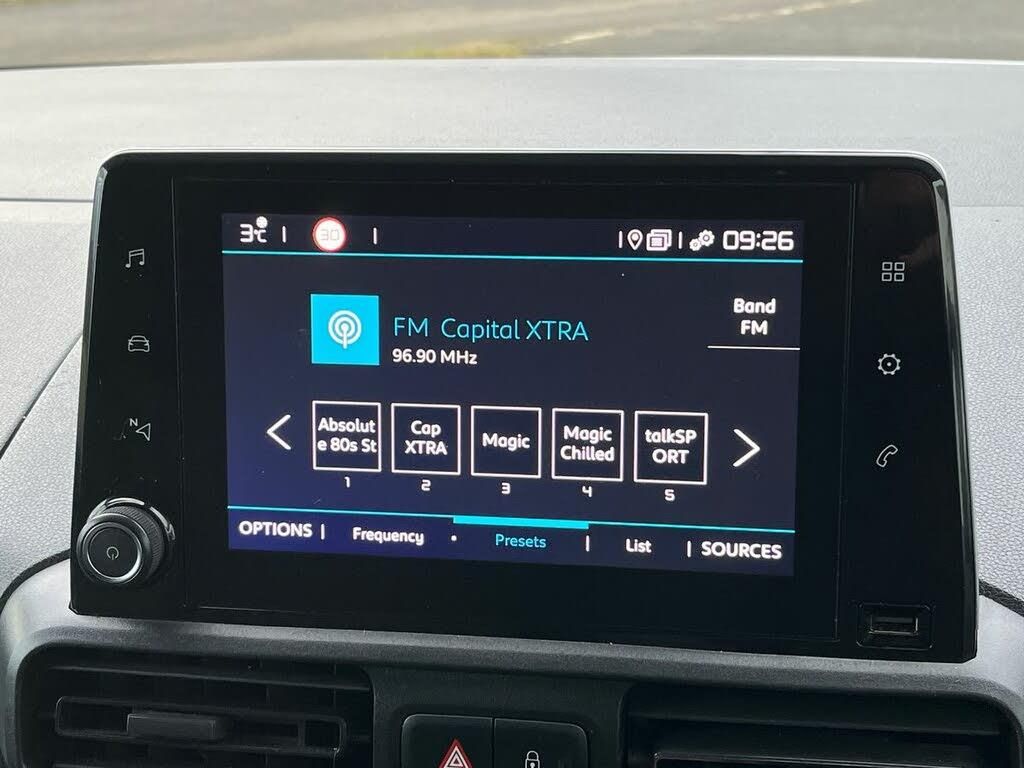 3°C | 30 | | | 09:26
Band
FM
FM Capital XTRA
96.90 MHz
Absolut
e 80s St
Cap
XTRA
Magic
Magic
Chilled
talkSP
ORT
1 2 3 4 5
OPTIONS | Frequency • Presets | List | SOURCES
N